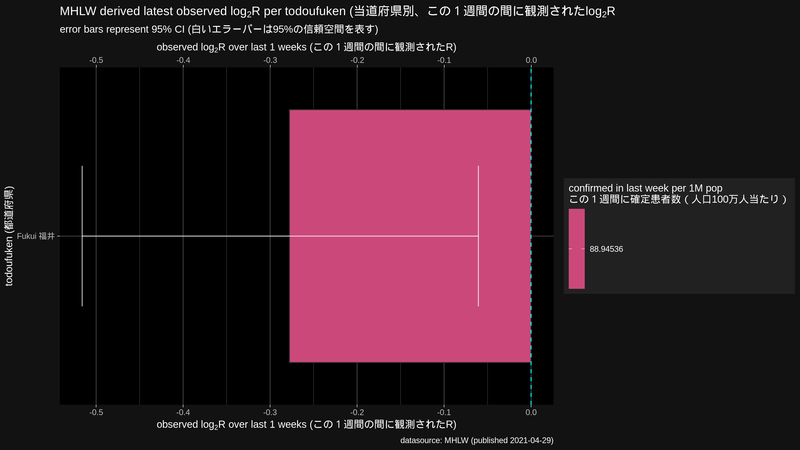 MHLW derived latest observed log₂R per todoufuken (当道府県別、この１週間の間に観測されたlog₂R
error bars represent 95% CI (白いエラーバーは95%の信頼空間を表す)
observed log₂R over last 1 weeks (この１週間の間に観測されたR)
-0.5 -0.4 -0.3 -0.2 -0.1 0.0
todoufuken (都道府県)
Fukui 福井
confirmed in last week per 1M pop
この１週間に確定患者数 ( 人口100万人当たり )
88.94536
-0.5 -0.4 -0.3 -0.2 -0.1 0.0
observed log₂R over last 1 weeks (この１週間の間に観測されたR)
datasource: MHLW (published 2021-04-29)